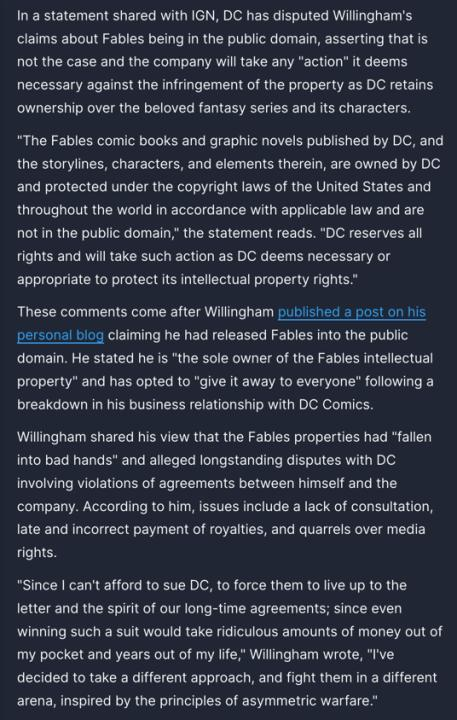 In a statement shared with IGN, DC has disputed Willingham's
claims about Fables being in the public domain, asserting that is
not the case and the company will take any "action" it deems
necessary against the infringement of the property as DC retains
ownership over the beloved fantasy series and its characters.
"The Fables comic books and graphic novels published by DC, and
the storylines, characters, and elements therein, are owned by DC
and protected under the copyright laws of the United States and
throughout the world in accordance with applicable law and are
not in the public domain," the statement reads. "DC reserves all
rights and will take such action as DC deems necessary or
appropriate to protect its intellectual property rights."
These comments come after Willingham published a post on his
personal blog claiming he had released Fables into the public
domain. He stated he is "the sole owner of the Fables intellectual
property" and has opted to "give it away to everyone" following a
breakdown in his business relationship with DC Comics.
Willingham shared his view that the Fables properties had "fallen
into bad hands" and alleged longstanding disputes with DC
involving violations of agreements between himself and the
company. According to him, issues include a lack of consultation,
late and incorrect payment of royalties, and quarrels over media
rights.
"Since I can't afford to sue DC, to force them to live up to the
letter and the spirit of our long-time agreements; since even
winning such a suit would take ridiculous amounts of money out of
my pocket and years out of my life," Willingham wrote, "I've
decided to take a different approach, and fight them in a different
arena, inspired by the principles of asymmetric warfare."